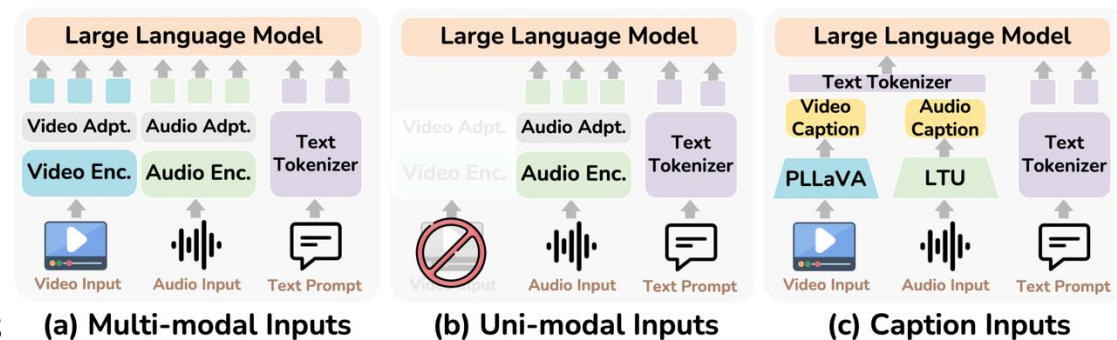 Large Language Model
Video Adpt.
Audio Adpt.
Video Enc.
Audio Enc.
Text
Tokenizer
Video Input
Audio Input
Text Prompt
(a) Multi-modal Inputs
Large Language Model
Video Adpt.
Audio Adpt.
Video Enc.
Audio Enc.
Text
Tokenizer
Video Input
Audio Input
Text Prompt
(b) Uni-modal Inputs
Large Language Model
Text Tokenizer
Video
Caption
Audio
Caption
PLLaVA
LTU
Text
Tokenizer
Video Input
Audio Input
Text Prompt
(c) Caption Inputs